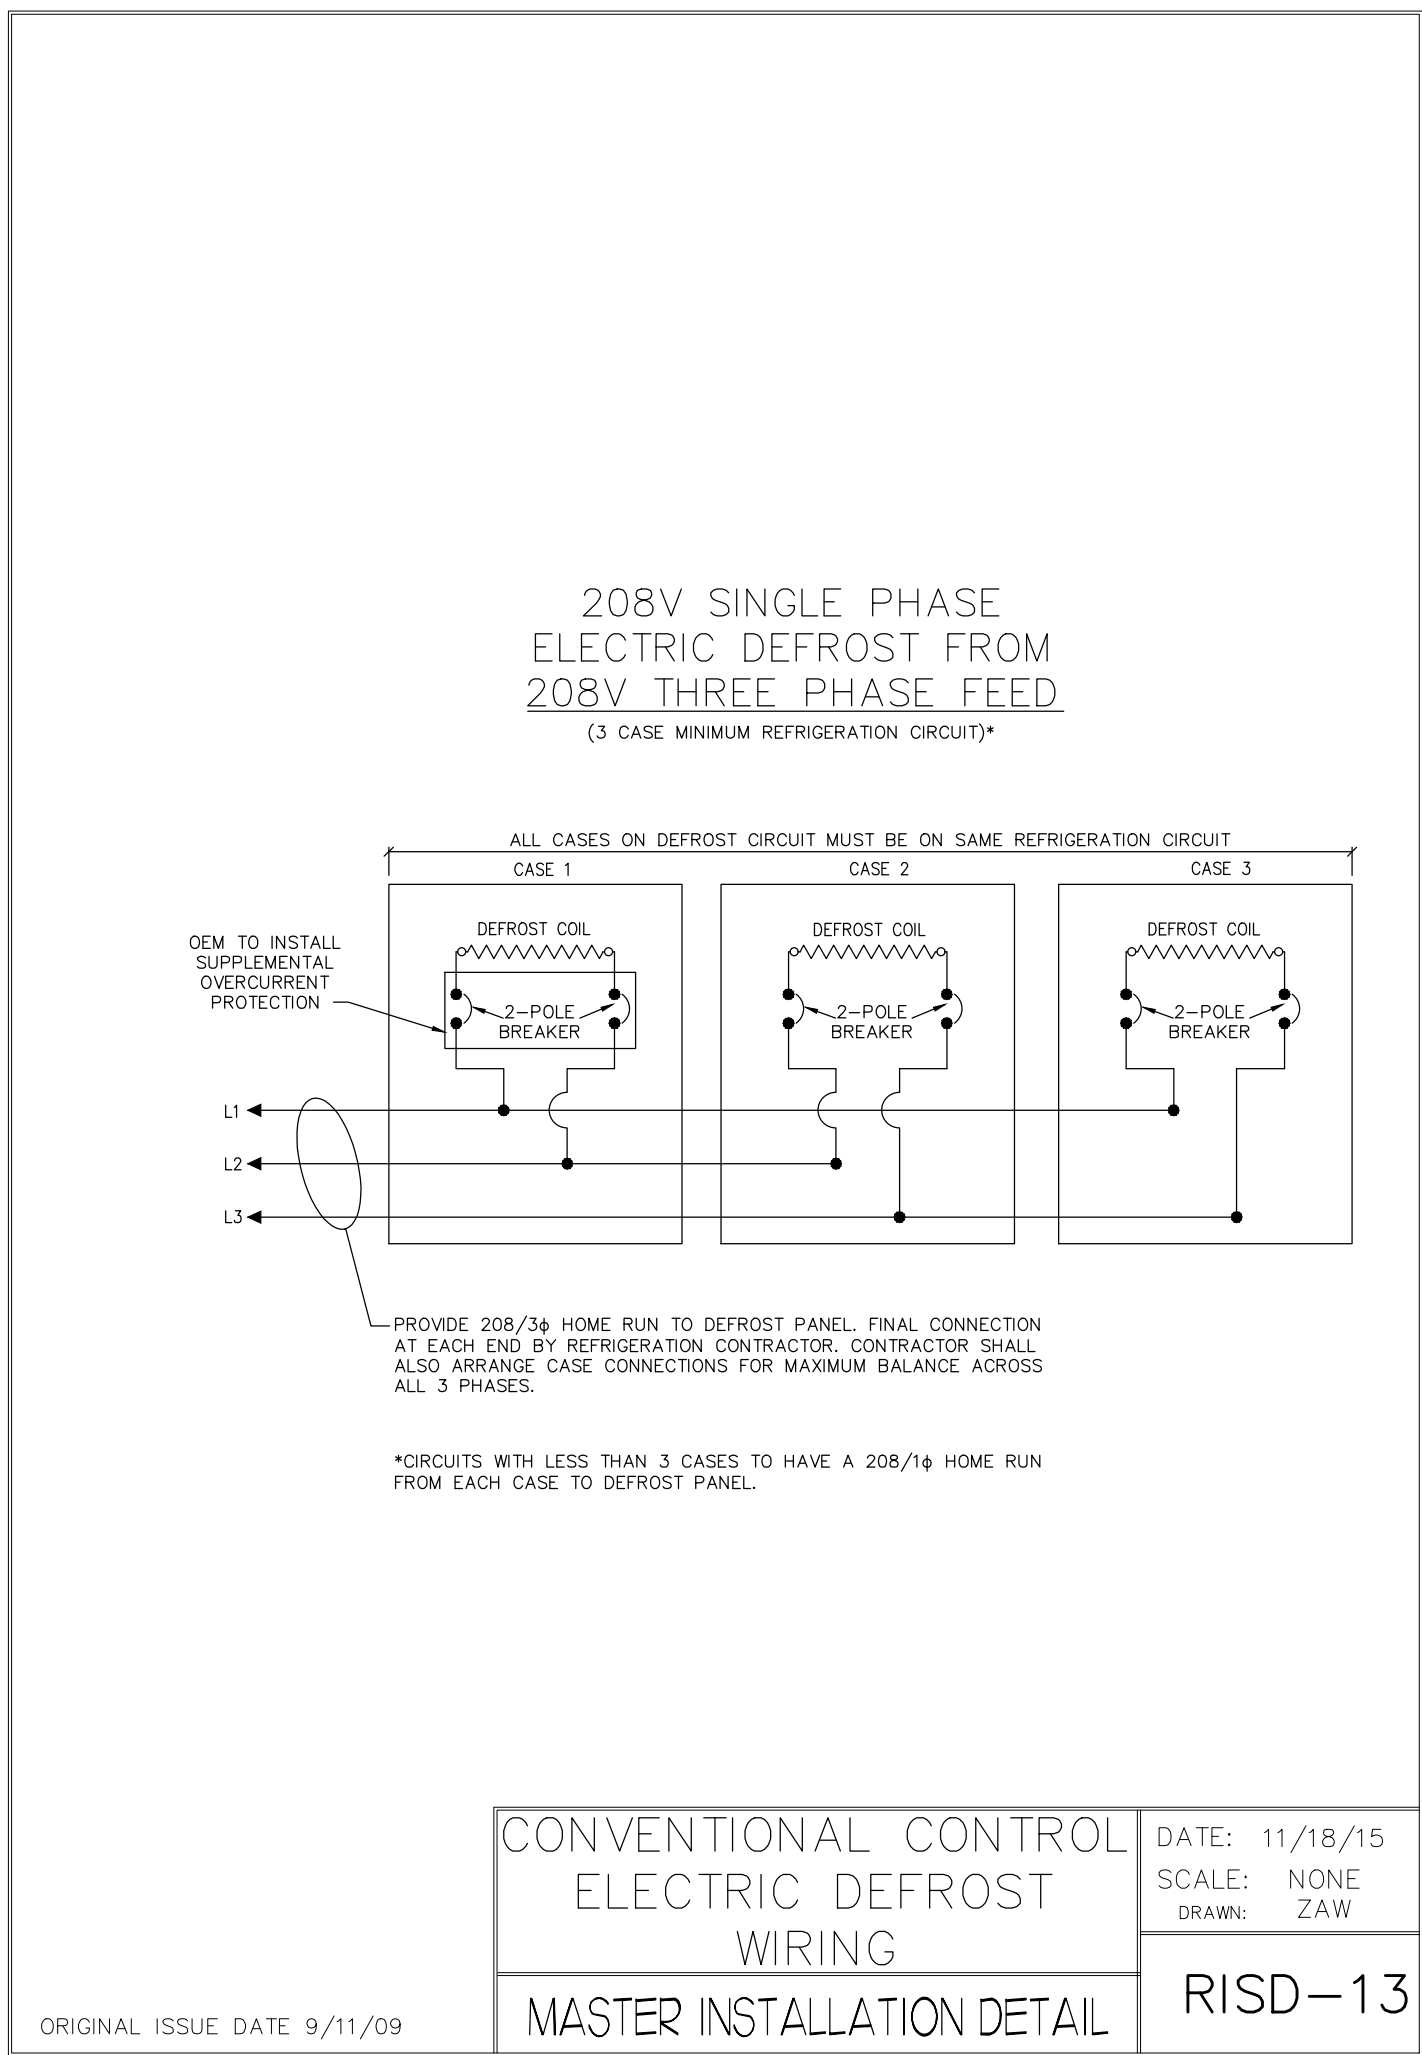 208V SINGLE PHASE
ELECTRIC DEFROST FROM
208V THREE PHASE FEED
(3 CASE MINIMUM REFRIGERATION CIRCUIT)*
ALL CASES ON DEFROST CIRCUIT MUST BE ON SAME REFRIGERATION CIRCUIT
CASE 1
CASE 2
CASE 3
OEM TO INSTALL
SUPPLEMENTAL
OVERCURRENT
PROTECTION
DEFROST COIL
2-POLE
BREAKER
DEFROST COIL
2-POLE
BREAKER
DEFROST COIL
2-POLE
BREAKER
L1
L2
L3
PROVIDE 208/3ϕ HOME RUN TO DEFROST PANEL. FINAL CONNECTION
AT EACH END BY REFRIGERATION CONTRACTOR. CONTRACTOR SHALL
ALSO ARRANGE CASE CONNECTIONS FOR MAXIMUM BALANCE ACROSS
ALL 3 PHASES.
*CIRCUITS WITH LESS THAN 3 CASES TO HAVE A 208/1ϕ HOME RUN
FROM EACH CASE TO DEFROST PANEL.
CONVENTIONAL CONTROL
ELECTRIC DEFROST
WIRING
MASTER INSTALLATION DETAIL
DATE: 11/18/15
SCALE: NONE
DRAWN: ZAW
RISD-13
ORIGINAL ISSUE DATE 9/11/09